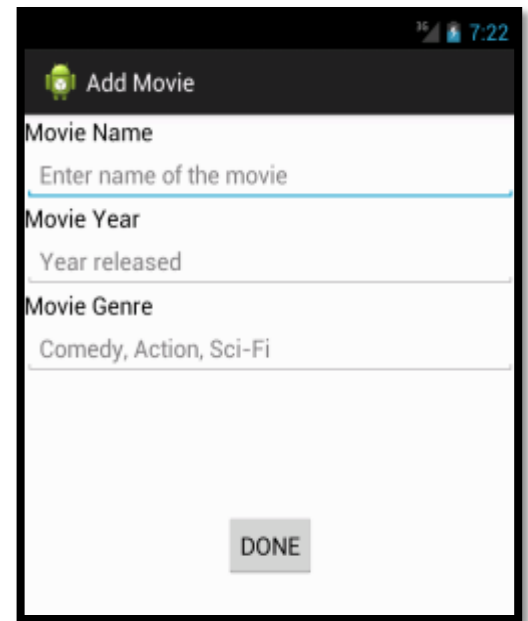 3G 7:22
Add Movie
Movie Name
Enter name of the movie
Movie Year
Year released
Movie Genre
Comedy, Action, Sci-Fi
DONE